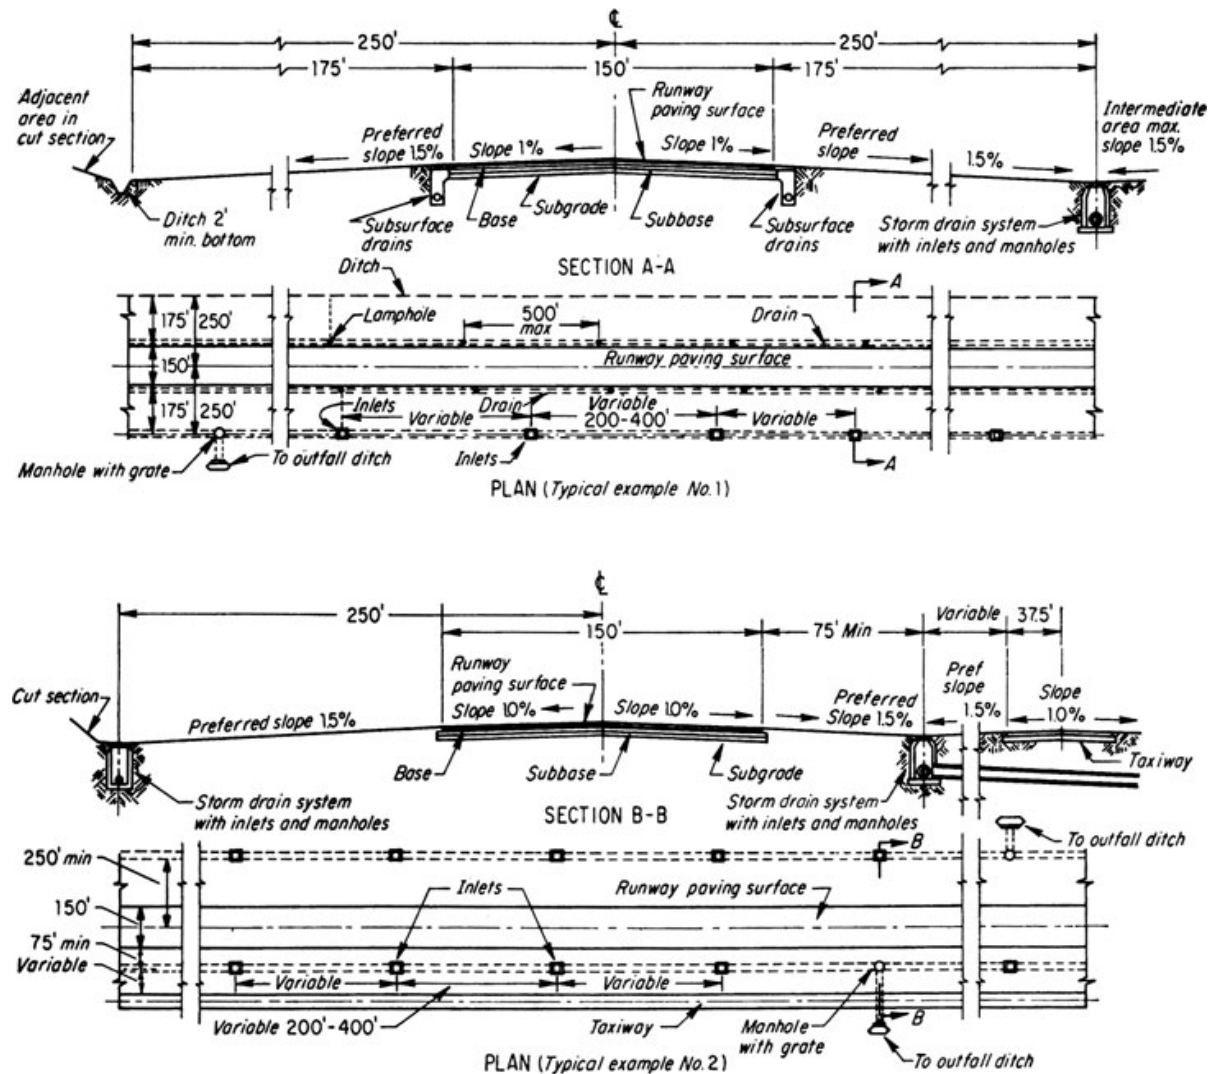 ℄
250'
250'
175'
150'
175'
Adjacent
area in
cut section
Runway
paving surface
Intermediate
area max.
slope 1.5%
Preferred
slope 1.5%
Slope 1%
Slope 1%
Preferred
slope
1.5%
Ditch 2'
min. bottom
Subsurface
drains
Base
Subgrade
Subbase
Subsurface
drains
Storm drain system
with inlets and manholes
SECTION A-A
Ditch
A
175'
250'
Lamphole
500'
max
Drain
150'
Runway paving surface
175'
250'
Inlets
Variable
Drain
Variable
200-400'
Variable
Manhole with grate
To outfall ditch
Inlets
A
PLAN (Typical example No. 1)
℄
250'
150'
75' Min
Variable
37.5'
Cut section
Runway
paving surface
Preferred slope 1.5%
Slope 1.0%
Slope 1.0%
Preferred
Slope 1.5%
Pref
slope
1.5%
Slope
1.0%
Base
Subbase
Subgrade
Taxiway
Storm drain system
with inlets and manholes
SECTION B-B
Storm drain system
with inlets and manholes
To outfall ditch
B
250' min
Inlets
Runway paving surface
150'
75' min
Variable
Variable
Variable
Variable 200'-400'
Taxiway
Manhole
with grate
B
To outfall ditch
PLAN (Typical example No. 2)